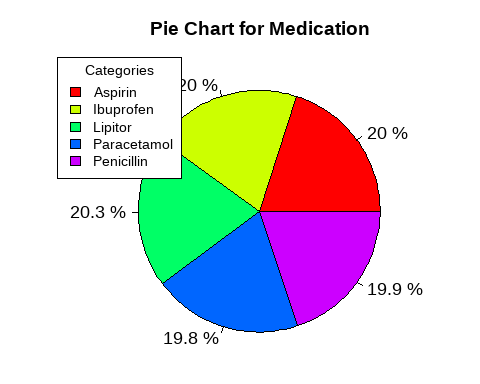 Pie Chart for Medication
Categories
Aspirin
Ibuprofen
Lipitor
Paracetamol
Penicillin
20 %
20 %
20.3 %
19.8 %
19.9 %